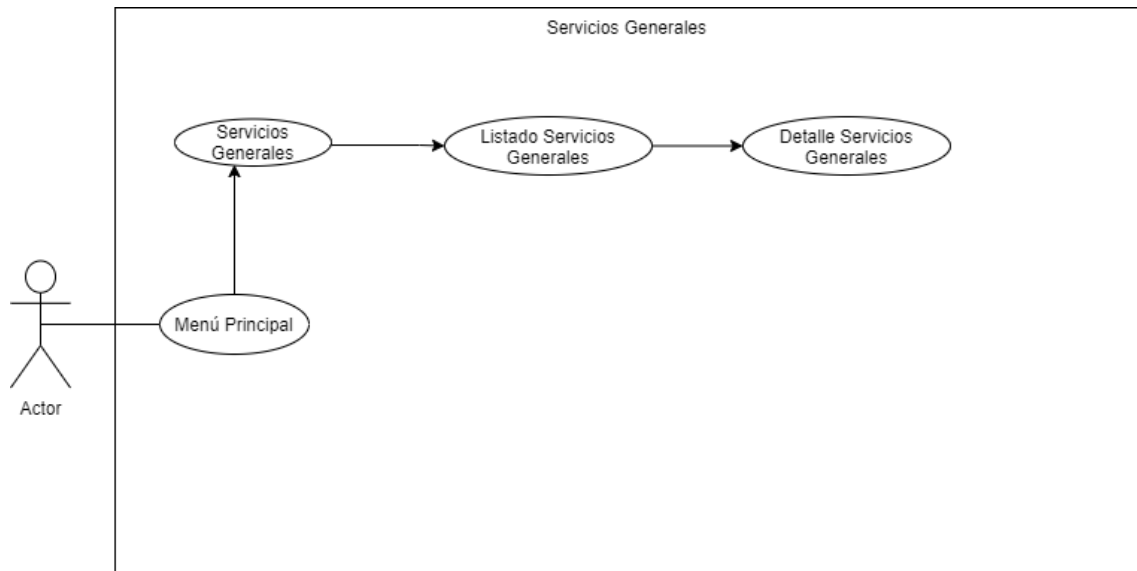 Servicios Generales
Servicios
Generales
Listado Servicios
Generales
Detalle Servicios
Generales
Menú Principal
Actor